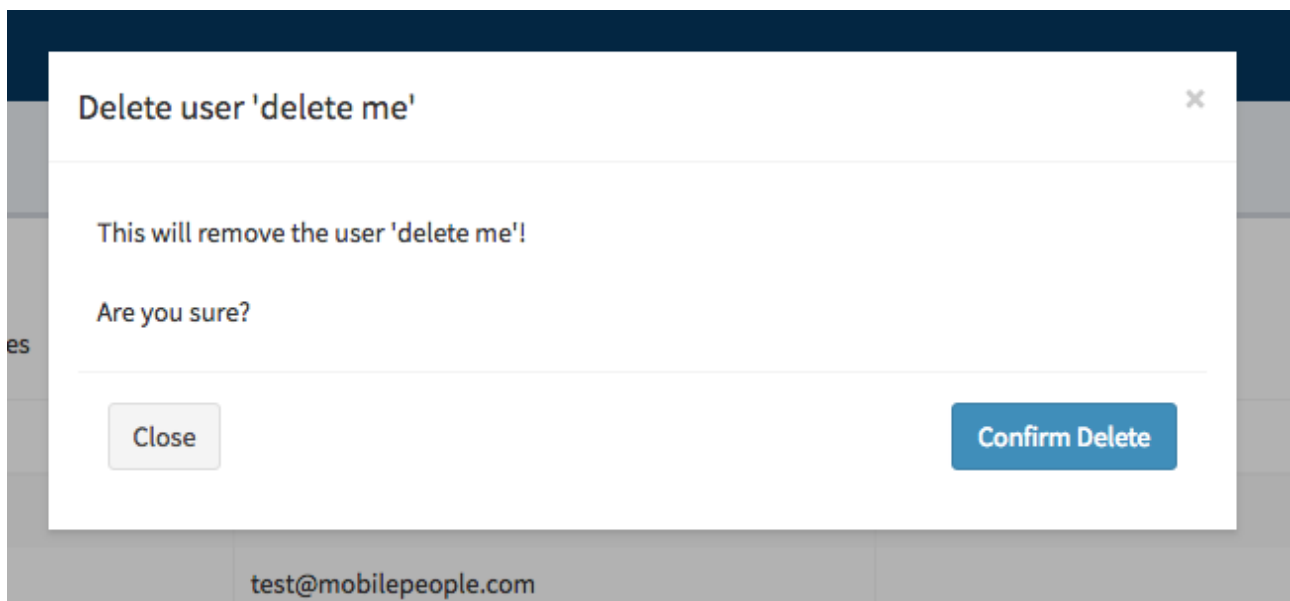 Delete user 'delete me'
×
This will remove the user 'delete me'!
Are you sure?
es
Close
Confirm Delete
test@mobilepeople.com